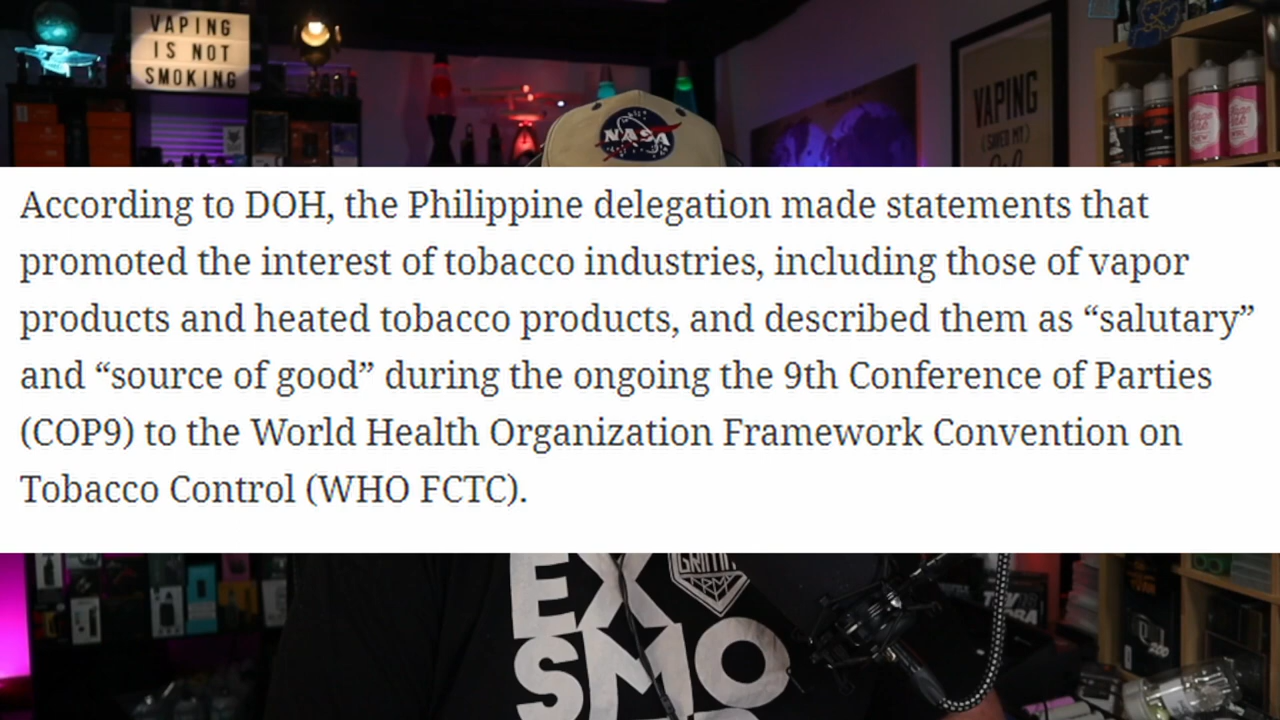 VAPING
IS NOT
SMOKING
NASA
VAPING
(SAVED MY)
According to DOH, the Philippine delegation made statements that
promoted the interest of tobacco industries, including those of vapor
products and heated tobacco products, and described them as “salutary”
and “source of good” during the ongoing the 9th Conference of Parties
(COP9) to the World Health Organization Framework Convention on
Tobacco Control (WHO FCTC).
EX
SMO